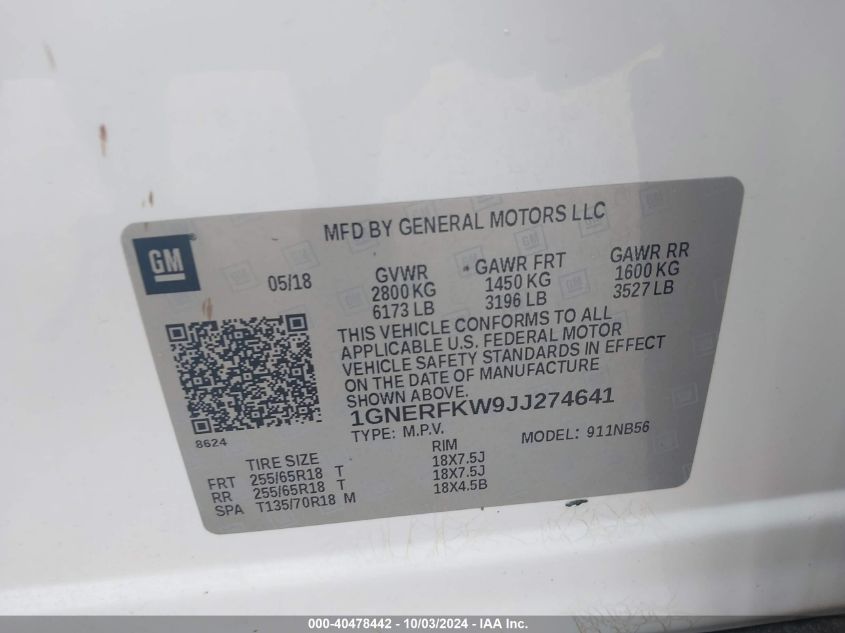 MFD BY GENERAL MOTORS LLC
GM
05/18
GVWR GAWR FRT GAWR RR
2800 KG 1450 KG 1600 KG
6173 LB 3196 LB 3527 LB
THIS VEHICLE CONFORMS TO ALL
APPLICABLE U.S. FEDERAL MOTOR
VEHICLE SAFETY STANDARDS IN EFFECT
ON THE DATE OF MANUFACTURE
SHOWN ABOVE.
1GNERFKW9JJ274641
8624
TYPE: M.P.V. MODEL: 911NB56
TIRE SIZE RIM
FRT 255/65R18 T 18X7.5J
RR 255/65R18 T 18X7.5J
SPA T135/70R18 M 18X4.5B
000-40478442 - 10/03/2024 - IAA Inc.